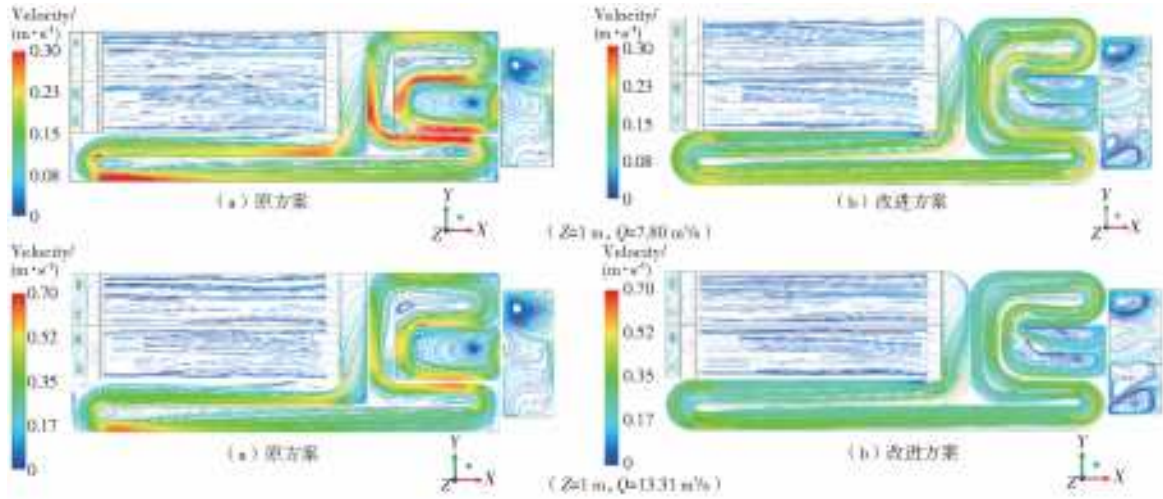 Velocity/
(m·s⁻¹)
0.30
0.23
0.15
0.08
0
(a)原方案
Y
Z
X
Velocity/
(m·s⁻¹)
0.30
0.23
0.15
0.08
0
(b)改进方案
Y
Z
X
(Z=1 m, Q=7.80 m³/s)
Velocity/
(m·s⁻¹)
0.70
0.52
0.35
0.17
0
(a)原方案
Y
Z
X
Velocity/
(m·s⁻¹)
0.70
0.52
0.35
0.17
0
(b)改进方案
Y
Z
X
(Z=1 m, Q=13.31 m³/s)